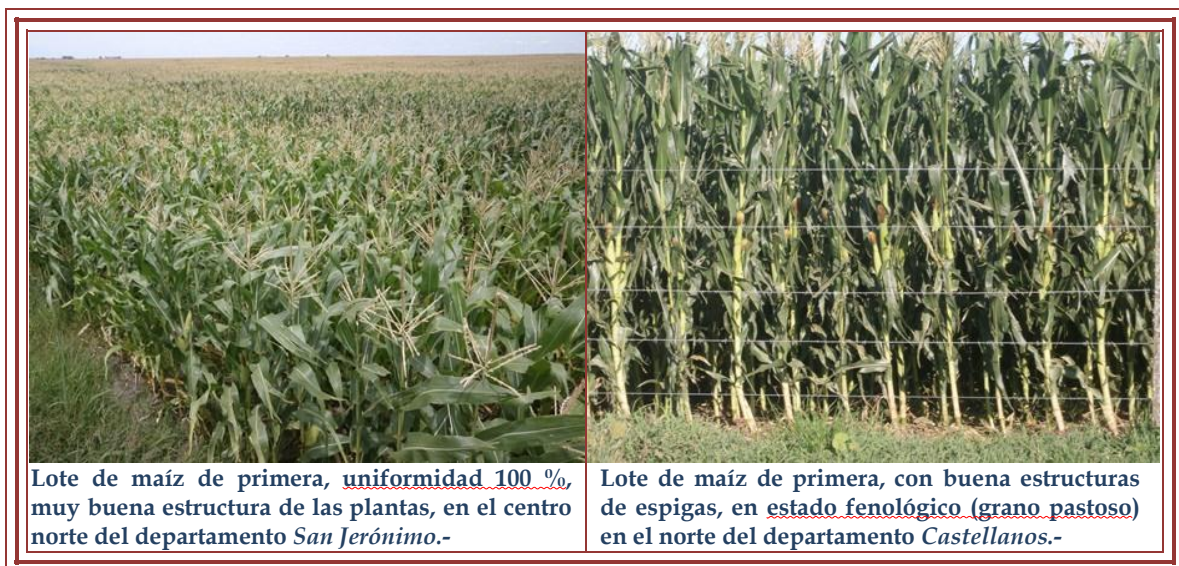 Lote de maíz de primera, uniformidad 100 %,
muy buena estructura de las plantas, en el centro
norte del departamento San Jerónimo.-
Lote de maíz de primera, con buena estructuras
de espigas, en estado fenológico (grano pastoso)
en el norte del departamento Castellanos.-